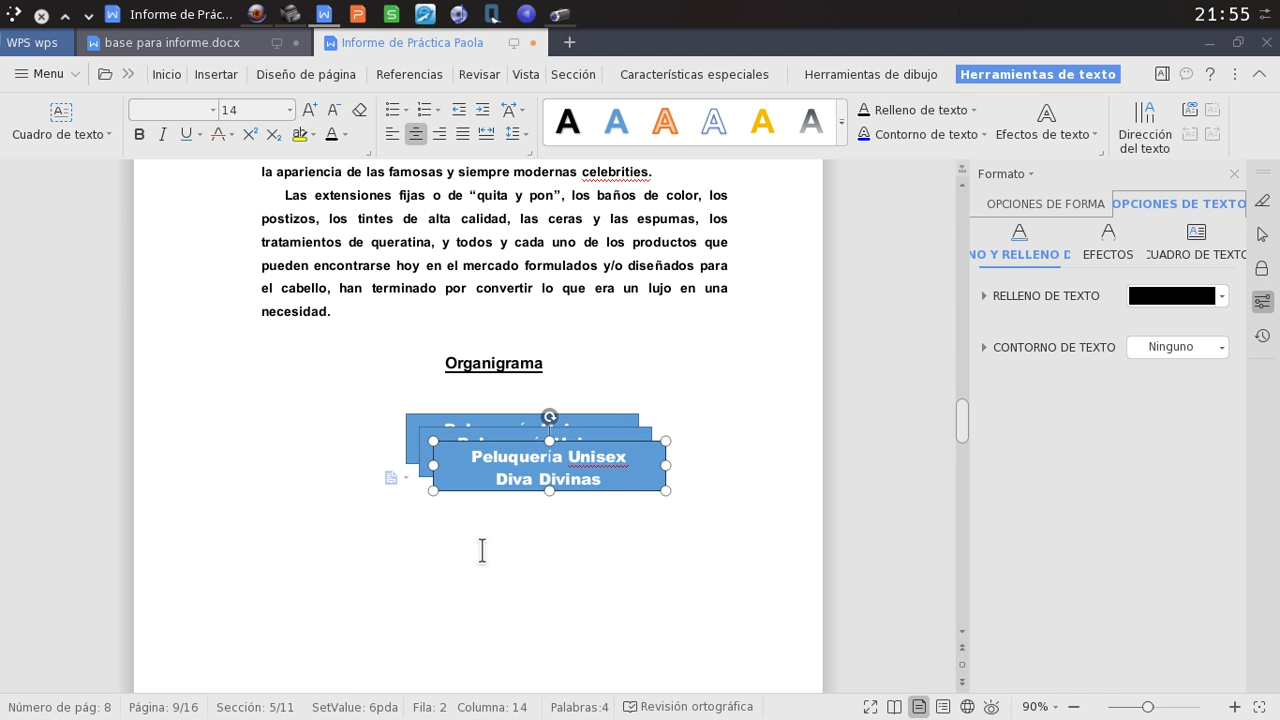 Informe de Prác...
21:55
WPS wps
base para informe.docx
Informe de Práctica Paola
Menu
Inicio
Insertar
Diseño de página
Referencias
Revisar
Vista
Sección
Características especiales
Herramientas de dibujo
Herramientas de texto
Cuadro de texto
14
Relleno de texto
Contorno de texto
Efectos de texto
Dirección
del texto
la apariencia de las famosas y siempre modernas celebrities.
Las extensiones fijas o de “quita y pon”, los baños de color, los
postizos, los tintes de alta calidad, las ceras y las espumas, los
tratamientos de queratina, y todos y cada uno de los productos que
pueden encontrarse hoy en el mercado formulados y/o diseñados para
el cabello, han terminado por convertir lo que era un lujo en una
necesidad.
Organigrama
Peluquería Unisex
Diva Divinas
Formato
OPCIONES DE FORMA
OPCIONES DE TEXTO
NO Y RELLENO D
EFECTOS
CUADRO DE TEXTO
RELLENO DE TEXTO
CONTORNO DE TEXTO
Ninguno
Número de pág: 8
Página: 9/16
Sección: 5/11
SetValue: 6pda
Fila: 2
Columna: 14
Palabras:4
Revisión ortográfica
90%